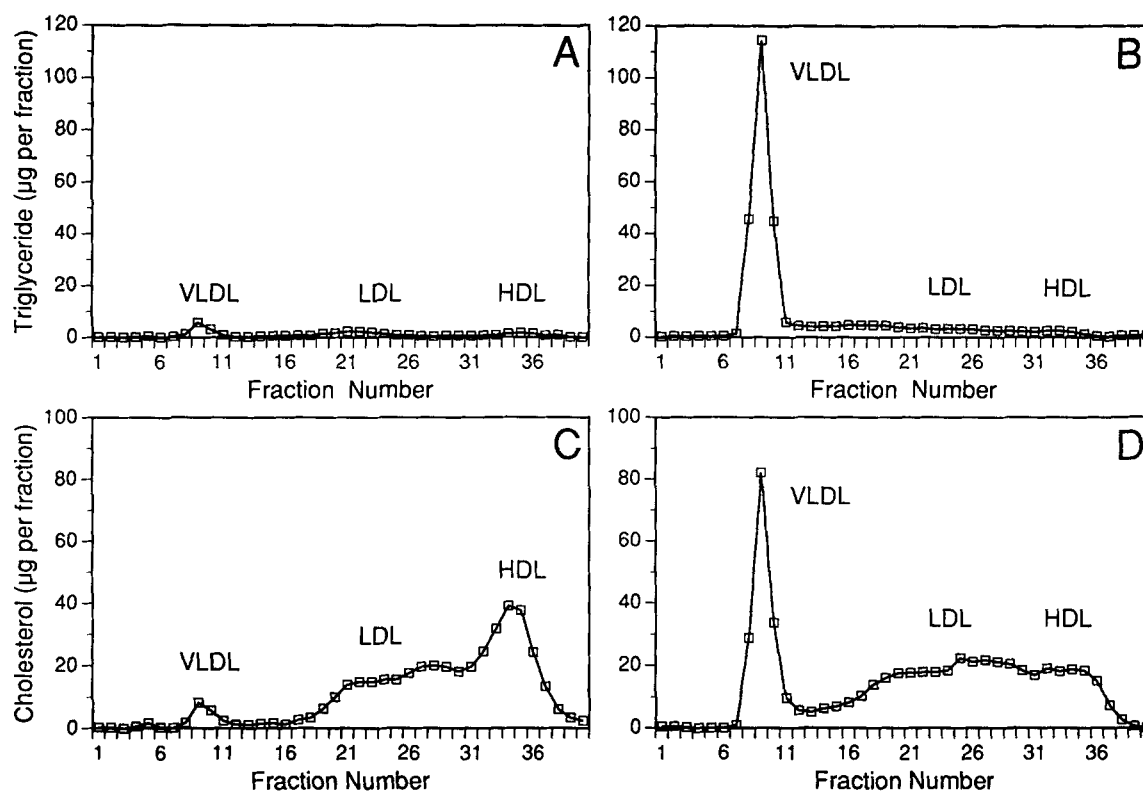 A
Triglyceride (µg per fraction)
120
100
80
60
40
20
0
VLDL
LDL
HDL
1 6 11 16 21 26 31 36
Fraction Number
B
120
100
80
60
40
20
0
VLDL
LDL
HDL
1 6 11 16 21 26 31 36
Fraction Number
C
Cholesterol (µg per fraction)
100
80
60
40
20
0
VLDL
LDL
HDL
1 6 11 16 21 26 31 36
Fraction Number
D
100
80
60
40
20
0
VLDL
LDL
HDL
1 6 11 16 21 26 31 36
Fraction Number